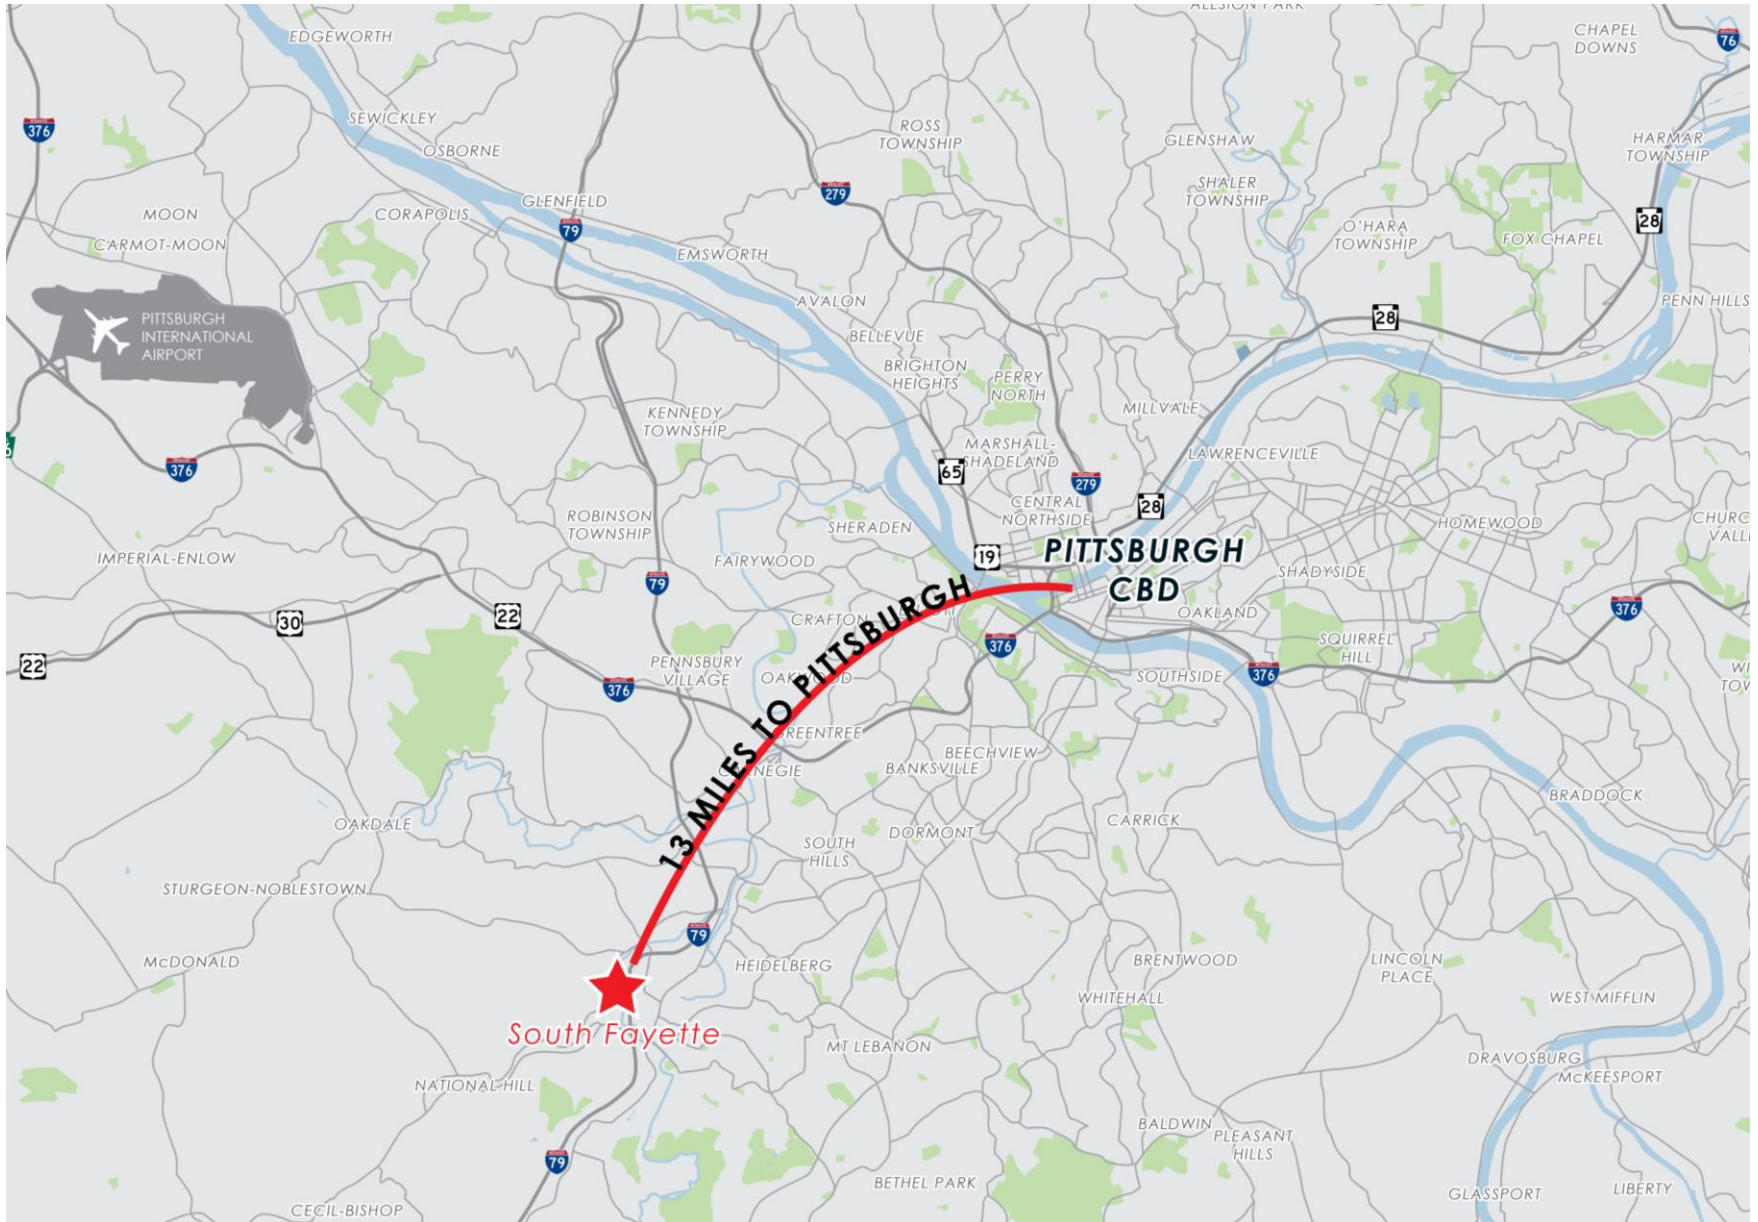 ALLSION PARK
EDGEWORTH
CHAPEL
DOWNS
76
376
SEWICKLEY
OSBORNE
ROSS
TOWNSHIP
GLENSHAW
HARMAR
TOWNSHIP
279
SHALER
TOWNSHIP
GLENFIELD
MOON
CORAPOLIS
79
28
O'HARA
TOWNSHIP
FOX CHAPEL
CARMOT-MOON
EMSWORTH
AVALON
PENN HILLS
PITTSBURGH
INTERNATIONAL
AIRPORT
28
BELLEVUE
BRIGHTON
HEIGHTS
PERRY
NORTH
KENNEDY
TOWNSHIP
MILLVALE
MARSHALL-
SHADELAND
LAWRENCEVILLE
6
376
65
279
CENTRAL
NORTHSIDE
28
ROBINSON
TOWNSHIP
SHERADEN
HOMEWOOD
CHURC
VALL
IMPERIAL-ENLOW
FAIRYWOOD
19
PITTSBURGH
CBD
SHADYSIDE
79
30
22
CRAFTON
OAKLAND
376
22
376
SQUIRREL
HILL
PENNSBURY
VILLAGE
OAKWOOD
376
SOUTHSIDE
376
WI
TOW
13 MILES TO PITTSBURGH
GREENTREE
CARNEGIE
BANKSVILLE
BEECHVIEW
BRADDOCK
OAKDALE
SOUTH
HILLS
DORMONT
CARRICK
STURGEON-NOBLESTOWN
79
McDONALD
HEIDELBERG
BRENTWOOD
LINCOLN
PLACE
WHITEHALL
WEST MIFFLIN
South Fayette
MT LEBANON
DRAVOSBURG
McKEESPORT
NATIONAL HILL
BALDWIN
PLEASANT
HILLS
79
BETHEL PARK
GLASSPORT
LIBERTY
CECIL-BISHOP